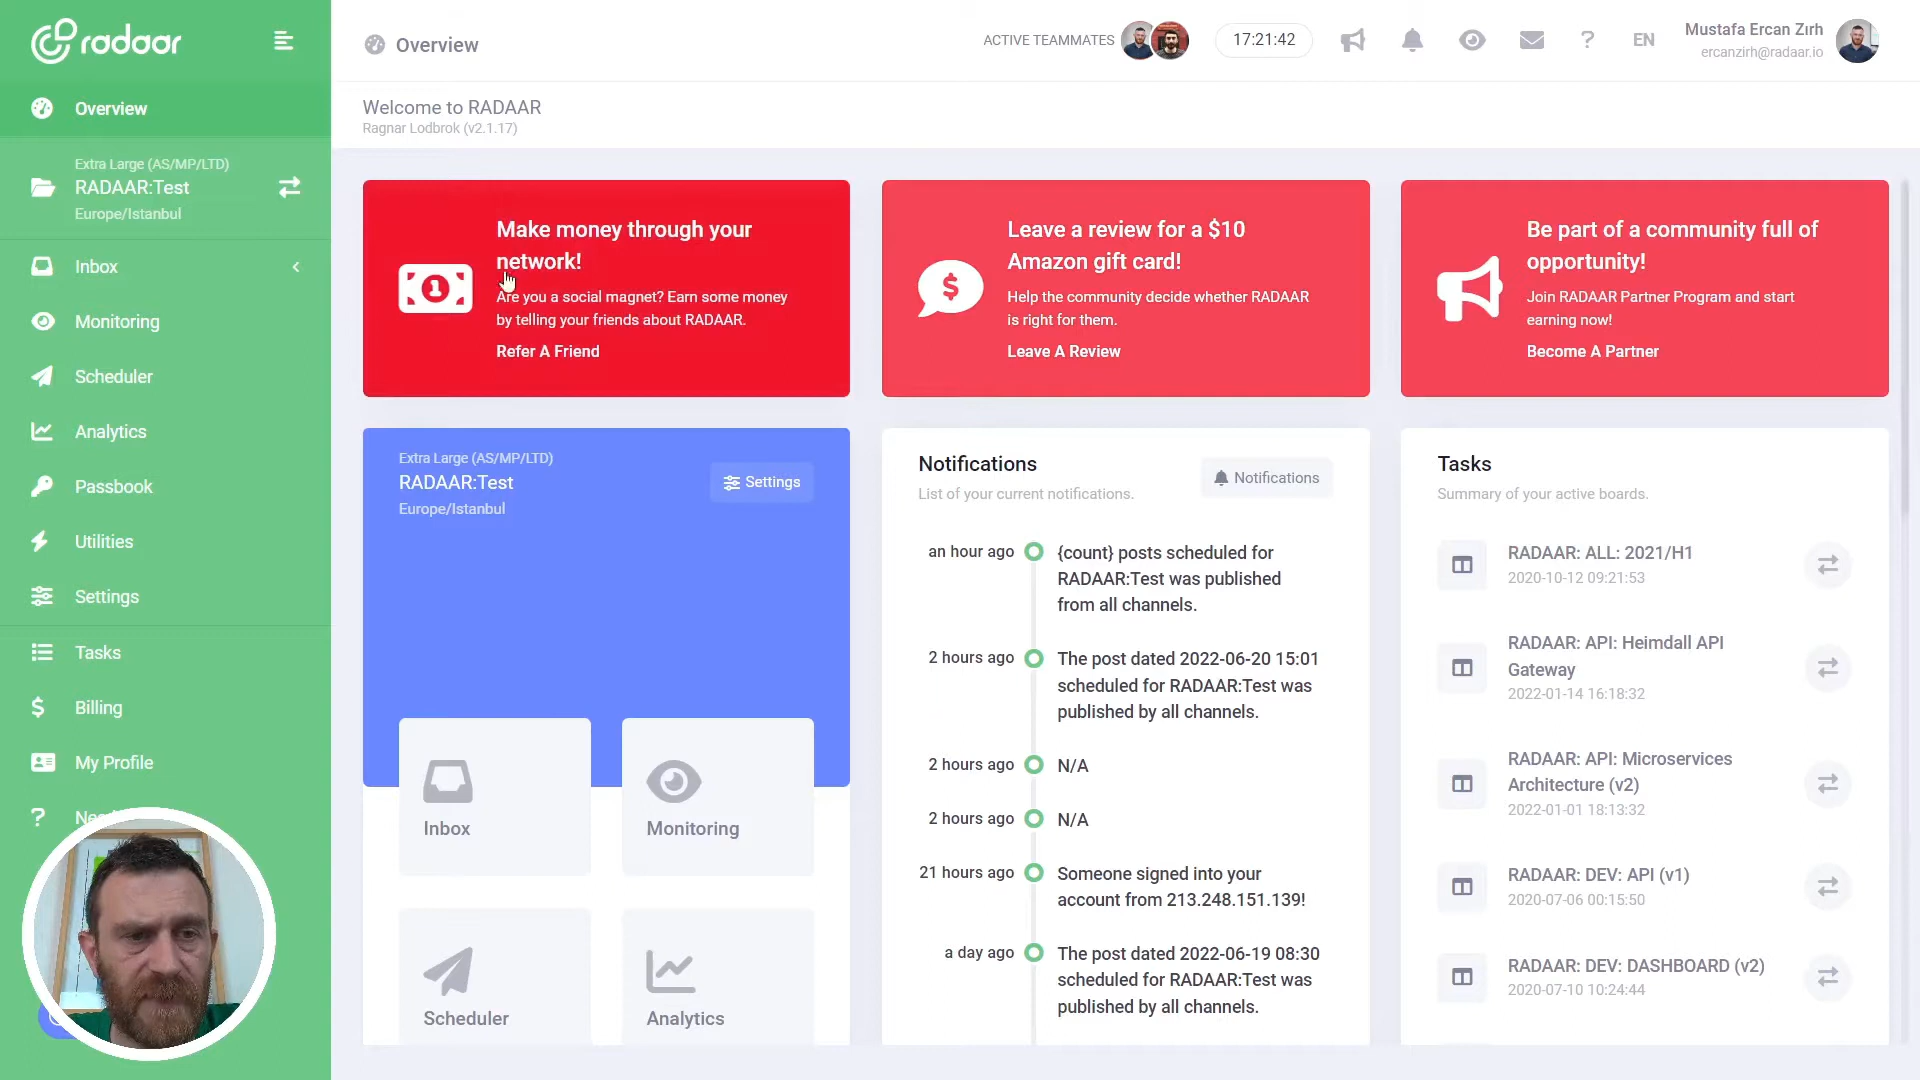 radaar
Overview
Extra Large (AS/MP/LTD)
RADAAR:Test
Europe/Istanbul
Inbox
Monitoring
Scheduler
Analytics
Passbook
Utilities
Settings
Tasks
Billing
My Profile
Overview
ACTIVE TEAMMATES
17:21:42
?
EN
Mustafa Ercan Zırh
ercanzirh@radaar.io
Welcome to RADAAR
Ragnar Lodbrok (v2.1.17)
Make money through your
network!
Are you a social magnet? Earn some money
by telling your friends about RADAAR.
Refer A Friend
Leave a review for a $10
Amazon gift card!
Help the community decide whether RADAAR
is right for them.
Leave A Review
Be part of a community full of
opportunity!
Join RADAAR Partner Program and start
earning now!
Become A Partner
Extra Large (AS/MP/LTD)
RADAAR:Test
Europe/Istanbul
Settings
Inbox
Monitoring
Scheduler
Analytics
Notifications
List of your current notifications.
Notifications
an hour ago
{count} posts scheduled for
RADAAR:Test was published
from all channels.
2 hours ago
The post dated 2022-06-20 15:01
scheduled for RADAAR:Test was
published by all channels.
2 hours ago
N/A
2 hours ago
N/A
21 hours ago
Someone signed into your
account from 213.248.151.139!
a day ago
The post dated 2022-06-19 08:30
scheduled for RADAAR:Test was
published by all channels.
Tasks
Summary of your active boards.
RADAAR: ALL: 2021/H1
2020-10-12 09:21:53
RADAAR: API: Heimdall API
Gateway
2022-01-14 16:18:32
RADAAR: API: Microservices
Architecture (v2)
2022-01-01 18:13:32
RADAAR: DEV: API (v1)
2020-07-06 00:15:50
RADAAR: DEV: DASHBOARD (v2)
2020-07-10 10:24:44